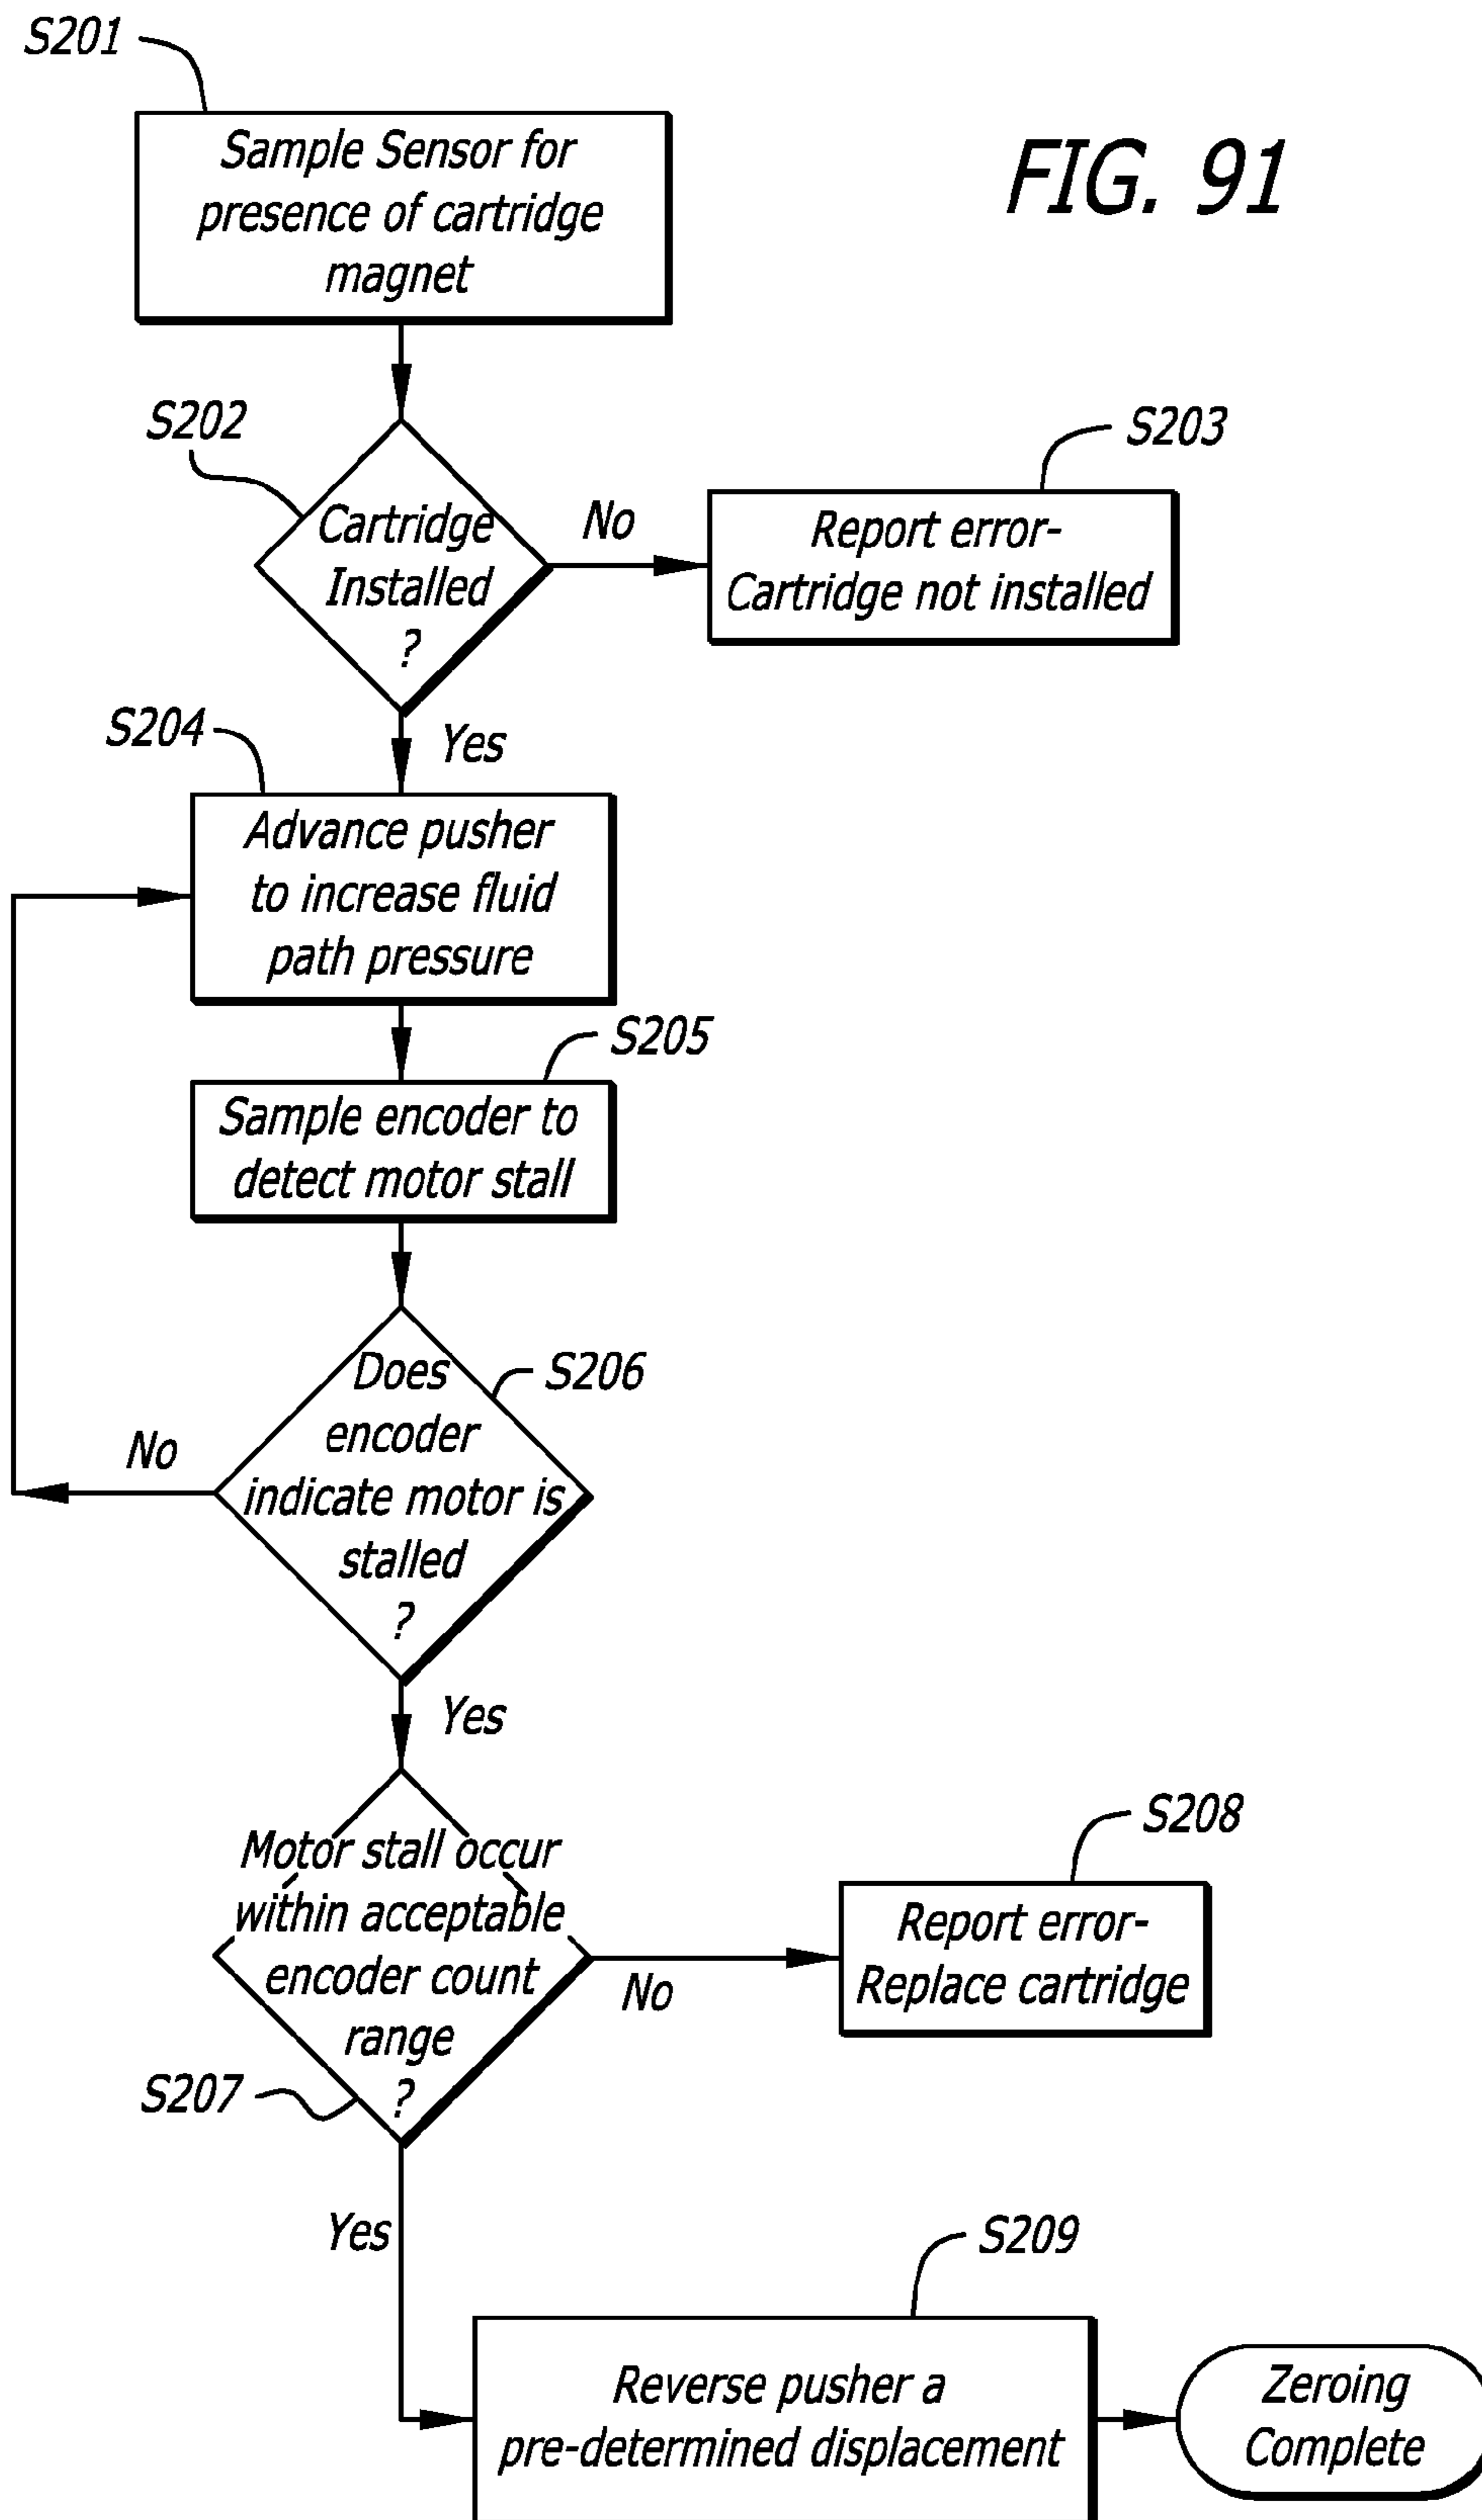 S201
FIG. 91
Sample Sensor for
presence of cartridge
magnet
S202
S203
Cartridge
Installed
?
No
Report error-
Cartridge not installed
Yes
S204
Advance pusher
to increase fluid
path pressure
S205
Sample encoder to
detect motor stall
S206
Does
encoder
indicate motor is
stalled
?
No
Yes
S208
Motor stall occur
within acceptable
encoder count
range
?
No
Report error-
Replace cartridge
S207
Yes
S209
Reverse pusher a
pre-determined displacement
Zeroing
Complete